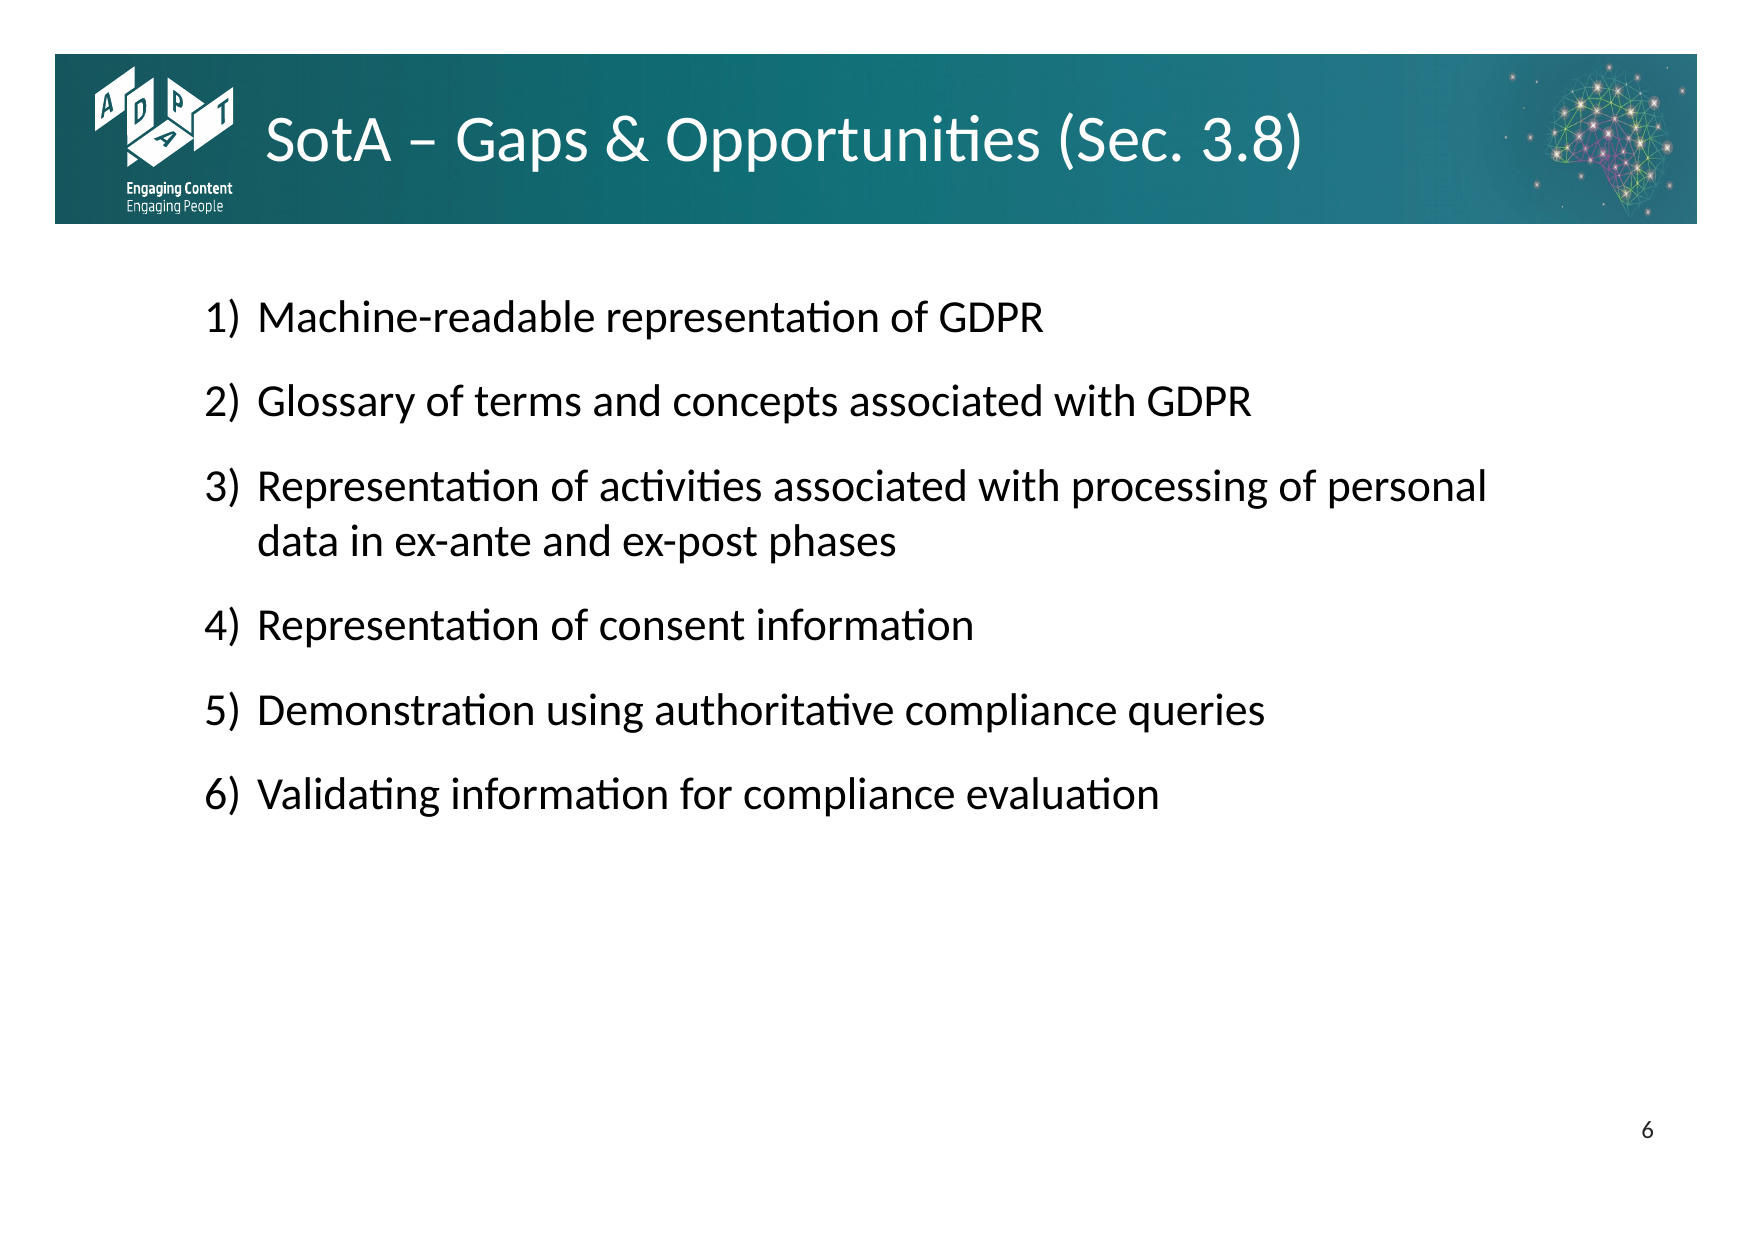 ADAPT
Engaging Content
Engaging People
SotA – Gaps & Opportunities (Sec. 3.8)
1) Machine-readable representation of GDPR
2) Glossary of terms and concepts associated with GDPR
3) Representation of activities associated with processing of personal
data in ex-ante and ex-post phases
4) Representation of consent information
5) Demonstration using authoritative compliance queries
6) Validating information for compliance evaluation
6